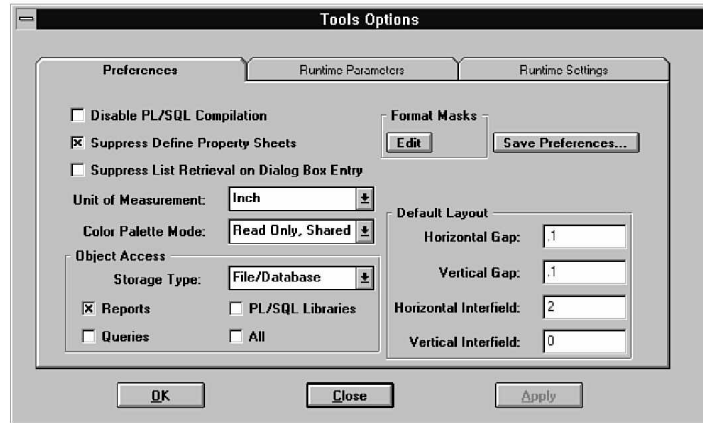 Tools Options
Preferences
Runtime Parameters
Runtime Settings
Disable PL/SQL Compilation
Suppress Define Property Sheets
Suppress List Retrieval on Dialog Box Entry
Format Masks
Edit
Save Preferences...
Unit of Measurement: Inch
Color Palette Mode: Read Only, Shared
Object Access
Storage Type: File/Database
Reports
PL/SQL Libraries
Queries
All
Default Layout
Horizontal Gap: .1
Vertical Gap: .1
Horizontal Interfield: 2
Vertical Interfield: 0
OK
Close
Apply